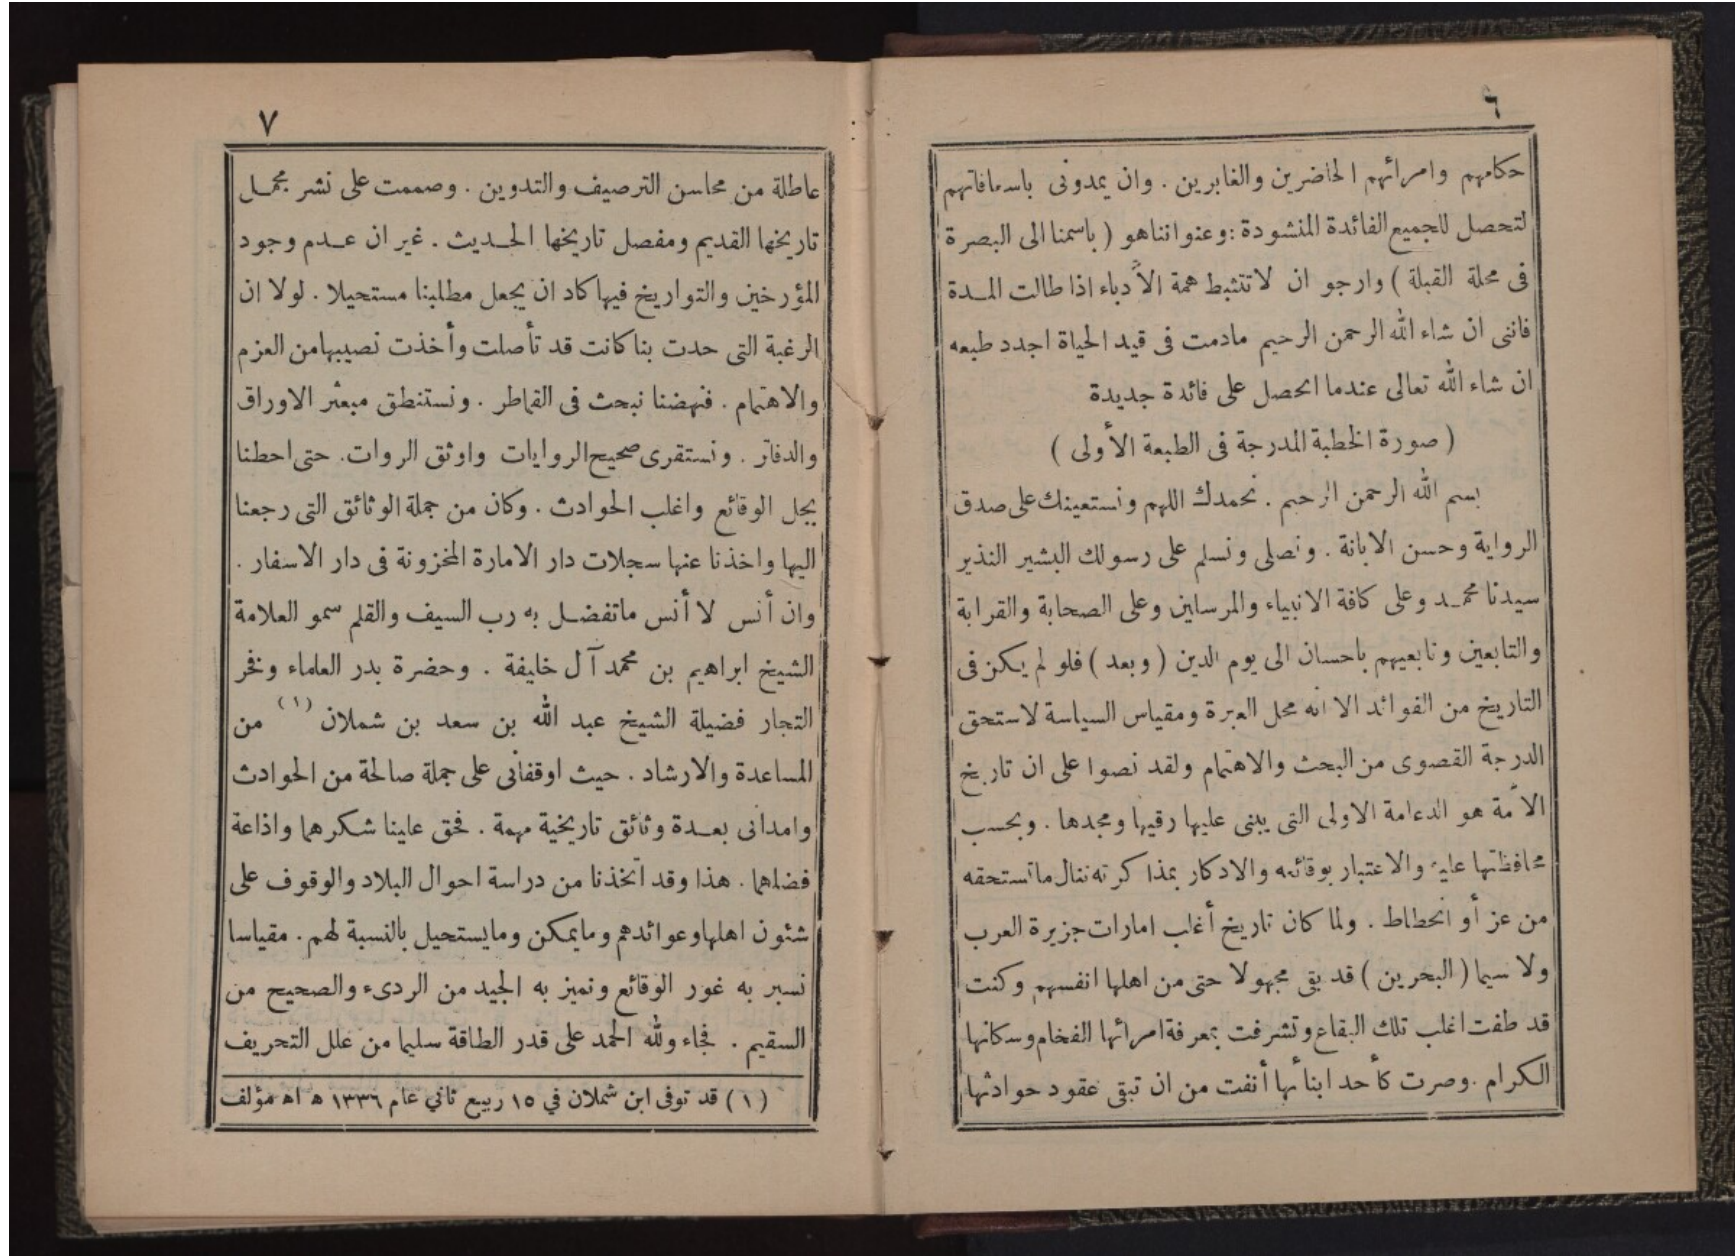 ٦
حكامهم وامرائهم الحاضرين والغابرين . وان يمدونى باسعافاتهم
لتحصل للجميع الفائدة المنشودة : وعنواننا هو ( باسمنا الى البصرة
فى محلة القبلة ) وارجو ان لا تتثبط همة الأدباء اذا طالت المدة
فاننى ان شاء الله الرحمن الرحيم مادمت فى قيد الحياة اجدد طبعه
ان شاء الله تعالى عندما احصل على فائدة جديدة
( صورة الخطبة المدرجة فى الطبعة الأولى )
بسم الله الرحمن الرحيم . نحمدك اللهم ونستعينك على صدق
الرواية وحسن الابانة . ونصلى ونسلم على رسولك البشير النذير
سيدنا محمد وعلى كافة الانبياء والمرسلين وعلى الصحابة والقرابة
والتابعين وتابعيهم باحسان الى يوم الدين ( وبعد ) فلو لم يكن فى
التاريخ من الفوائد الا انه محل العبرة ومقياس السياسة لاستحق
الدرجة القصوى من البحث والاهتمام ولقد نصوا على ان تاريخ
الأمة هو الدعامة الاولى التى يبنى عليها رقيها ومجدها . وبحسب
محافظتها عليه والاعتبار بوقائعه والادكار بمذاكرته تنال ما تستحقه
من عز أو انحطاط . ولما كان تاريخ أغلب امارات جزيرة العرب
ولا سيما ( البحرين ) قد بقى مجهولا حتى من اهلها انفسهم وكنت
قد طفت اغلب تلك البقاع وتشرفت بمعرفة امرائها الفخام وسكانها
الكرام . وصرت كأحد ابنائها أنفت من ان تبقى عقود حوادثها
٧
عاطلة من محاسن الترصيف والتدوين . وصممت على نشر مجمل
تاريخها القديم ومفصل تاريخها الحديث . غير ان عدم وجود
المؤرخين والتواريخ فيها كاد ان يجعل مطلبنا مستحيلا . لولا ان
الرغبة التى حدت بنا كانت قد تأصلت وأخذت نصيبها من العزم
والاهتمام . فنهضنا نبحث فى القماطر . ونستنطق مبعثر الاوراق
والدفاتر . ونستقرى صحيح الروايات واوثق الروات . حتى احطنا
بجل الوقائع واغلب الحوادث . وكان من جملة الوثائق التى رجعنا
اليها واخذنا عنها سجلات دار الامارة المخزونة فى دار الاسفار .
وان أنس لا أنس ماتفضل به رب السيف والقلم سمو العلامة
الشيخ ابراهيم بن محمد آل خليفة . وحضرة بدر العلماء وفخر
التجار فضيلة الشيخ عبد الله بن سعد بن شملان (١) من
المساعدة والارشاد . حيث اوقفانى على جملة صالحة من الحوادث
وامدانى بعدة وثائق تاريخية مهمة . فحق علينا شكرهما واذاعة
فضلهما . هذا وقد اتخذنا من دراسة احوال البلاد والوقوف على
شئون اهلها وعوائدهم وما يمكن وما يستحيل بالنسبة لهم . مقياسا
نسبر به غور الوقائع ونميز به الجيد من الردىء والصحيح من
السقيم . فجاء ولله الحمد على قدر الطاقة سليما من علل التحريف
(١) قد توفى ابن شملان في ١٥ ربيع ثاني عام ١٣٣٦ ه اه مؤلف